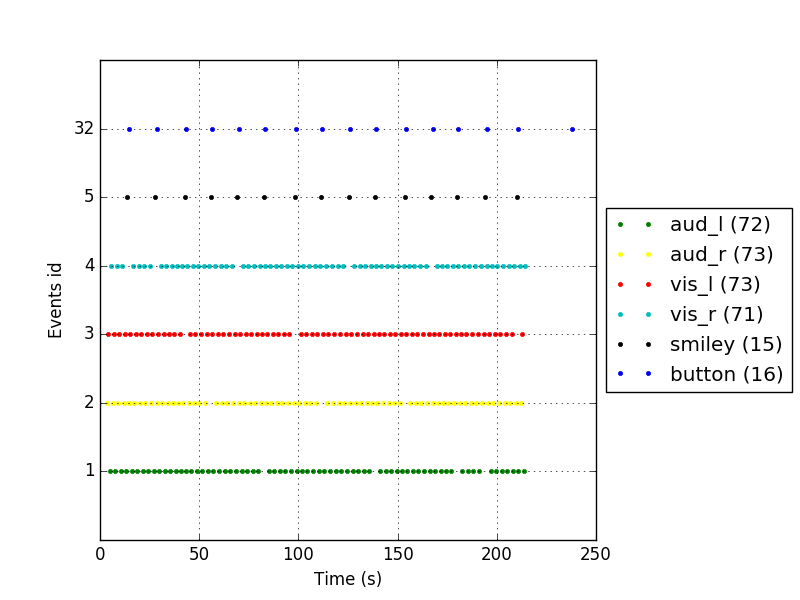 32
5
4
3
2
1
Events id
0 50 100 150 200 250
Time (s)
aud_l (72)
aud_r (73)
vis_l (73)
vis_r (71)
smiley (15)
button (16)